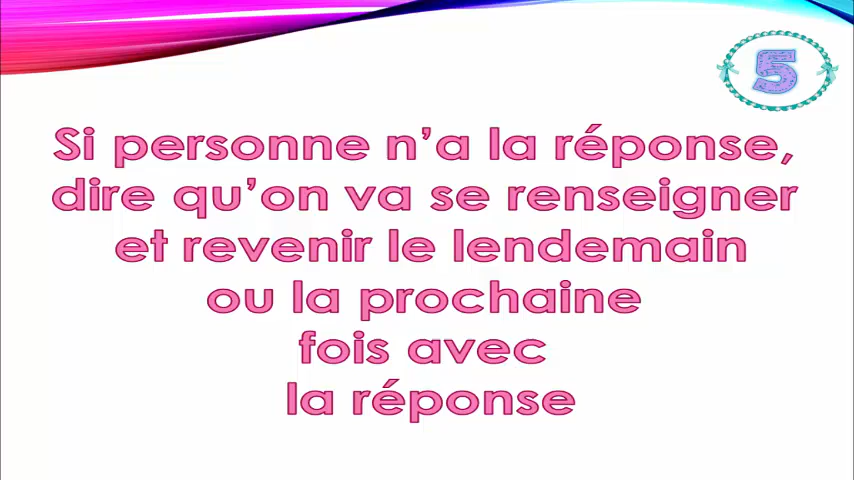 5
Si personne n’a la réponse,
dire qu’on va se renseigner
et revenir le lendemain
ou la prochaine
fois avec
la réponse